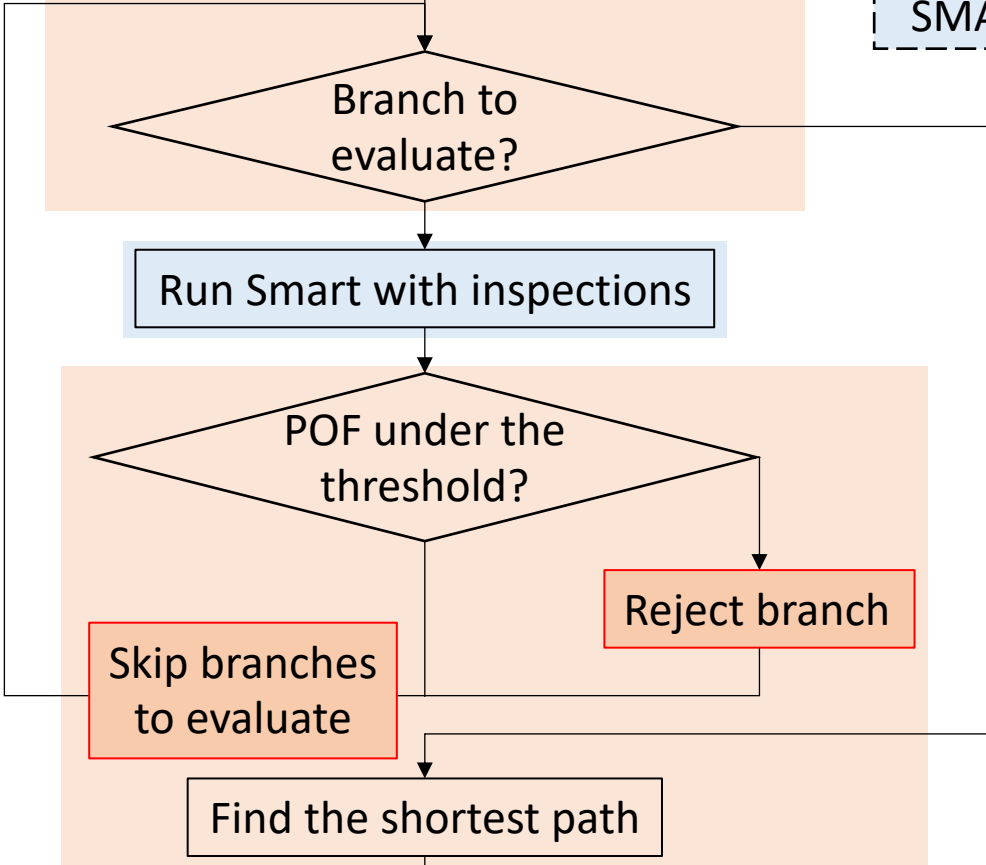 SMA
Branch to
evaluate?
Run Smart with inspections
POF under the
threshold?
Reject branch
Skip branches
to evaluate
Find the shortest path